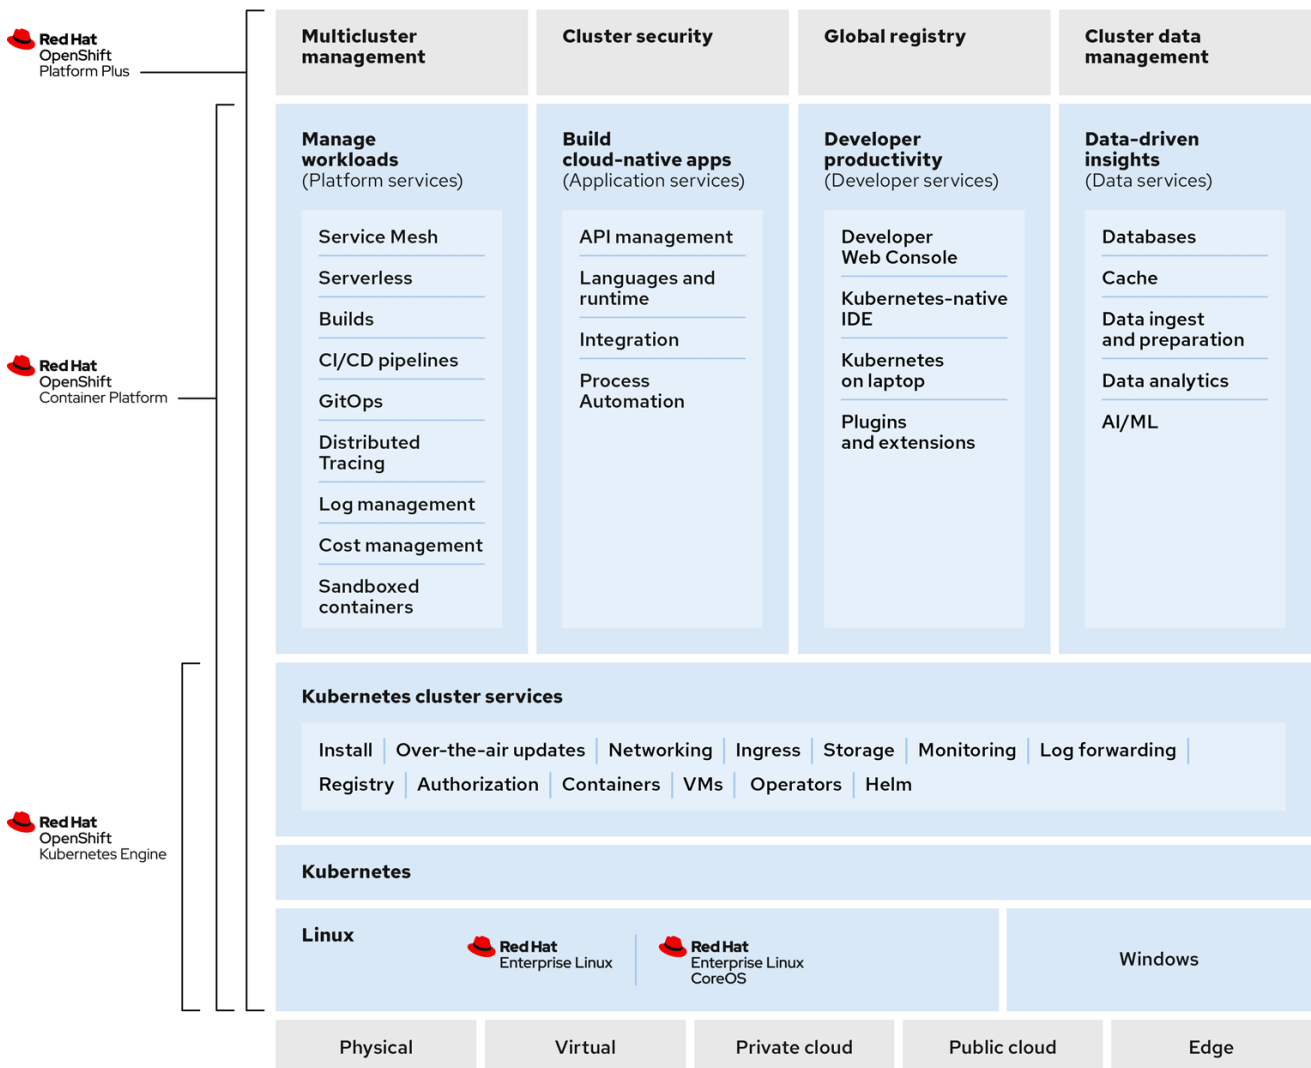 Red Hat
OpenShift
Platform Plus
Multicluster
management
Cluster security
Global registry
Cluster data
management
Red Hat
OpenShift
Container Platform
Manage
workloads
(Platform services)
Service Mesh
Serverless
Builds
CI/CD pipelines
GitOps
Distributed
Tracing
Log management
Cost management
Sandboxed
containers
Build
cloud-native apps
(Application services)
API management
Languages and
runtime
Integration
Process
Automation
Developer
productivity
(Developer services)
Developer
Web Console
Kubernetes-native
IDE
Kubernetes
on laptop
Plugins
and extensions
Data-driven
insights
(Data services)
Databases
Cache
Data ingest
and preparation
Data analytics
AI/ML
Red Hat
OpenShift
Kubernetes Engine
Kubernetes cluster services
Install | Over-the-air updates | Networking | Ingress | Storage | Monitoring | Log forwarding |
Registry | Authorization | Containers | VMs | Operators | Helm
Kubernetes
Linux
Red Hat
Enterprise Linux
Red Hat
Enterprise Linux
CoreOS
Windows
Physical
Virtual
Private cloud
Public cloud
Edge